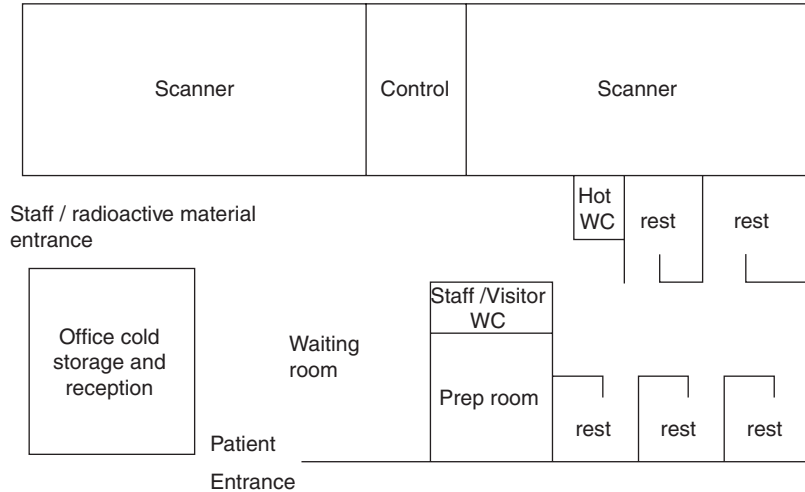 Scanner
Control
Scanner
Staff / radioactive material
entrance
Hot
WC
rest
rest
Office cold
storage and
reception
Waiting
room
Staff /Visitor
WC
Prep room
rest
rest
rest
Patient
Entrance